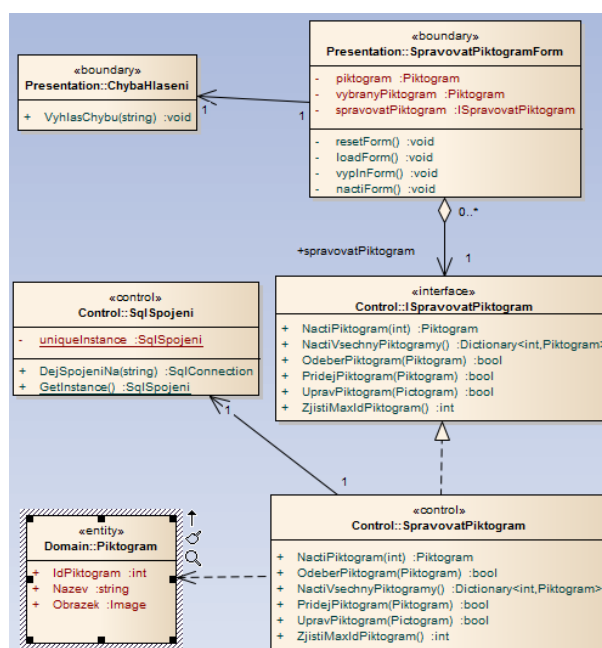 «boundary»
Presentation::SpravovatPiktogramForm
- piktogram :Piktogram
- vybranyPiktogram :Piktogram
- spravovatPiktogram :ISpravovatPiktogram
- resetForm() :void
- loadForm() :void
- vypInForm() :void
- nactiForm() :void
«boundary»
Presentation::ChybaHlaseni
+ VyhlasChybu(string) :void
1
1
0..*
+spravovatPiktogram
1
«interface»
Control::ISpravovatPiktogram
+ NactiPiktogram(int) :Piktogram
+ NactiVsechnyPiktogramy() :Dictionary<int,Piktogram>
+ OdeberPiktogram(Piktogram) :bool
+ PridejPiktogram(Piktogram) :bool
+ UpravPiktogram(Pictogram) :bool
+ ZjistiMaxIdPiktogram() :int
«control»
Control::SqlSpojeni
- uniqueInstance :SqlSpojeni
+ DejSpojeniNa(string) :SqlConnection
+ GetInstance() :SqlSpojeni
1
1
«control»
Control::SpravovatPiktogram
+ NactiPiktogram(int) :Piktogram
+ OdeberPiktogram(Piktogram) :bool
+ NactiVsechnyPiktogramy() :Dictionary<int,Piktogram>
+ PridejPiktogram(Piktogram) :bool
+ UpravPiktogram(Pictogram) :bool
+ ZjistiMaxIdPiktogram() :int
«entity»
Domain::Piktogram
+ IdPiktogram :int
+ Nazev :string
+ Obrazek :Image